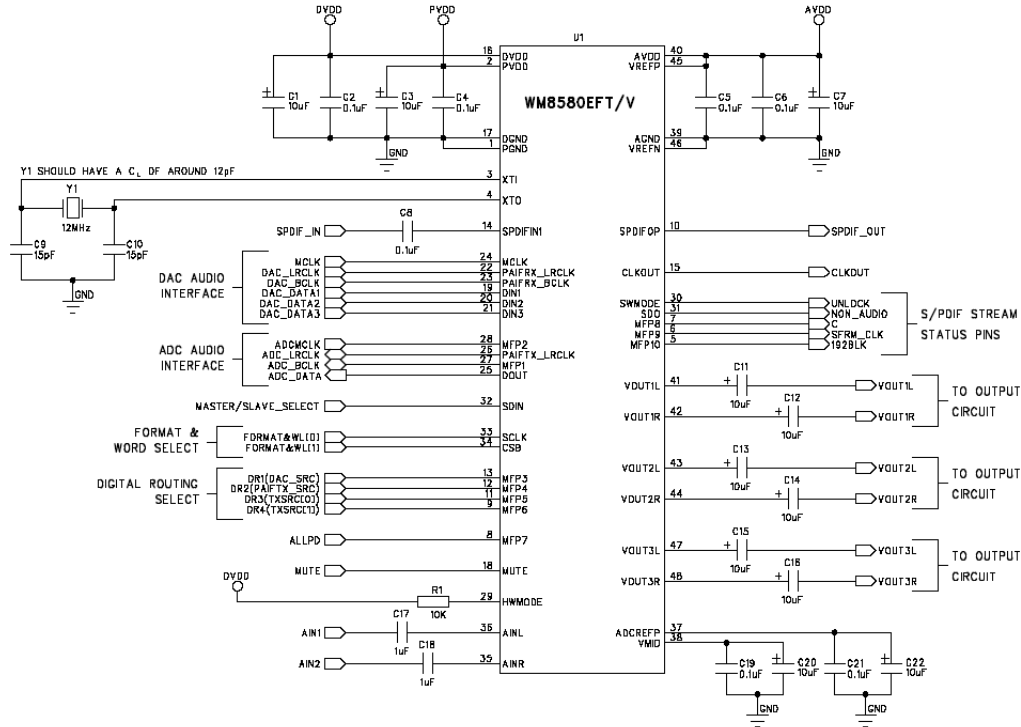 DVDD
PVDD
AVDD
U1
WM8580EFT/V
16 DVDD
2 PVDD
AVDD 40
VREFP 45
C1 10uF
C2 0.1uF
C3 10uF
C4 0.1uF
C5 0.1uF
C6 0.1uF
C7 10uF
17 DGND
1 PGND
AGND 39
VREFN 46
GND
GND
Y1 SHOULD HAVE A CL OF AROUND 12pF
3 XTI
4 XTO
Y1
12MHz
C9 15pF
C10 15pF
GND
SPDIF_IN
C8
0.1uF
14 SPDIFIN1
SPDIFOP 10 SPDIF_OUT
DAC AUDIO
INTERFACE
MCLK 24 MCLK
DAC_LRCLK 22 PAIFRX_LRCLK
DAC_BCLK 23 PAIFRX_BCLK
DAC_DATA1 19 DIN1
DAC_DATA2 20 DIN2
DAC_DATA3 21 DIN3
CLKOUT 15 CLKOUT
SWMODE 30 UNLOCK
SDO 31 NON_AUDIO
MFP8 7 C
MFP9 6 SFRM_CLK
MFP10 5 192BLK
S/PDIF STREAM
STATUS PINS
ADC AUDIO
INTERFACE
ADCMCLK 28 MFP2
ADC_LRCLK 26 PAIFTX_LRCLK
ADC_BCLK 27 MFP1
ADC_DATA 25 DOUT
MASTER/SLAVE_SELECT 32 SDIN
FORMAT &
WORD SELECT
FORMAT&WL[0] 33 SCLK
FORMAT&WL[1] 34 CSB
DIGITAL ROUTING
SELECT
DR1(DAC_SRC) 13 MFP3
DR2(PAIFTX_SRC) 12 MFP4
DR3(TXSRC[0]) 11 MFP5
DR4(TXSRC[1]) 9 MFP6
ALLPD 8 MFP7
MUTE 18 MUTE
DVDD
R1
10K
29 HWMODE
AIN1
C17
1uF
36 AINL
AIN2
C18
1uF
35 AINR
VOUT1L 41
C11
10uF
VOUT1L
VOUT1R 42
C12
10uF
VOUT1R
TO OUTPUT
CIRCUIT
VOUT2L 43
C13
10uF
VOUT2L
VOUT2R 44
C14
10uF
VOUT2R
TO OUTPUT
CIRCUIT
VOUT3L 47
C15
10uF
VOUT3L
VOUT3R 48
C16
10uF
VOUT3R
TO OUTPUT
CIRCUIT
ADCREFP 37
VMID 38
C19 0.1uF
C20 10uF
C21 0.1uF
C22 10uF
GND
GND